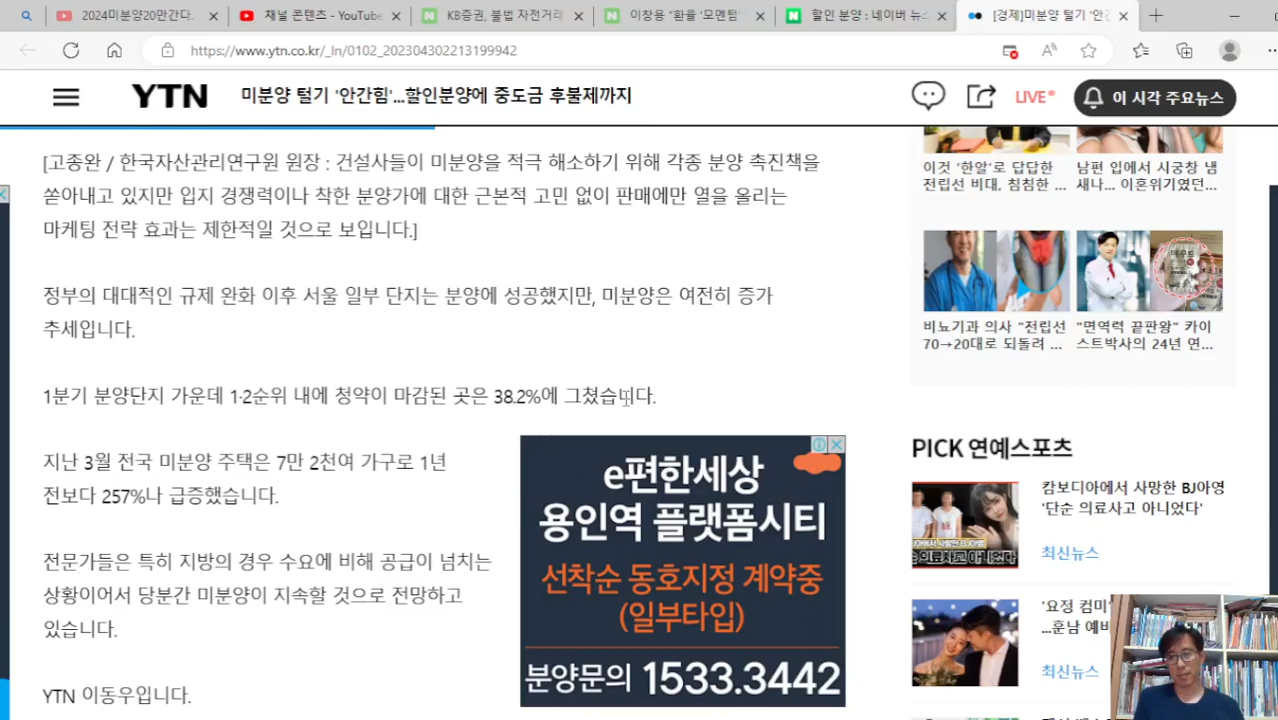 2024미분양20만간다.
채널 콘텐츠 - YouTube
KB증권, 불법 자전거래
이창용 "환율 '모멘텀'
할인 분양 : 네이버 뉴스
[경제]미분양 털기 '안간
https://www.ytn.co.kr/_ln/0102_202304302213199942
YTN
미분양 털기 '안간힘'...할인분양에 중도금 후불제까지
LIVE
이 시각 주요뉴스
[고종완 / 한국자산관리연구원 원장 : 건설사들이 미분양을 적극 해소하기 위해 각종 분양 촉진책을
쏟아내고 있지만 입지 경쟁력이나 착한 분양가에 대한 근본적 고민 없이 판매에만 열을 올리는
마케팅 전략 효과는 제한적일 것으로 보입니다.]
정부의 대대적인 규제 완화 이후 서울 일부 단지는 분양에 성공했지만, 미분양은 여전히 증가
추세입니다.
1분기 분양단지 가운데 1·2순위 내에 청약이 마감된 곳은 38.2%에 그쳤습니다.
지난 3월 전국 미분양 주택은 7만 2천여 가구로 1년
전보다 257%나 급증했습니다.
전문가들은 특히 지방의 경우 수요에 비해 공급이 넘치는
상황이어서 당분간 미분양이 지속할 것으로 전망하고
있습니다.
YTN 이동우입니다.
e편한세상
용인역 플랫폼시티
선착순 동호지정 계약중
(일부타입)
분양문의 1533.3442
이것 '한알'로 답답한
전립선 비대, 침침한 ...
남편 입에서 시궁창 냄
새나... 이혼위기였던...
비뇨기과 의사 "전립선
70→20대로 되돌려 ...
"면역력 끝판왕" 카이
스트박사의 24년 연...
PICK 연예스포츠
캄보디아에서 사망한 BJ아영
'단순 의료사고 아니었다'
최신뉴스
'요정 컴미'
...훈남 예비
최신뉴스